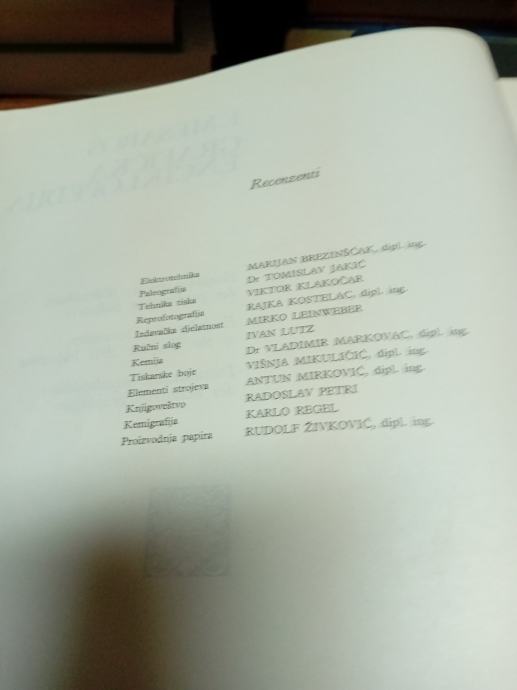 Recenzenti
Elektrotehnika MARIJAN BREZINŠĆAK, dipl. ing.
Paleografija Dr TOMISLAV JAKIĆ
Tehnika tiska VIKTOR KLAKOČAR
Reprofotografija RAJKA KOSTELAC, dipl. ing.
Izdavačka djelatnost MIRKO LEINWEBER
Ručni slog IVAN LUTZ
Kemija Dr VLADIMIR MARKOVAC, dipl. ing.
Tiskarske boje VIŠNJA MIKULIČIĆ, dipl. ing.
Elementi strojeva ANTUN MIRKOVIĆ, dipl. ing.
Knjigoveštvo RADOSLAV PETRI
Kemigrafija KARLO REGEL
Proizvodnja papira RUDOLF ŽIVKOVIĆ, dipl. ing.